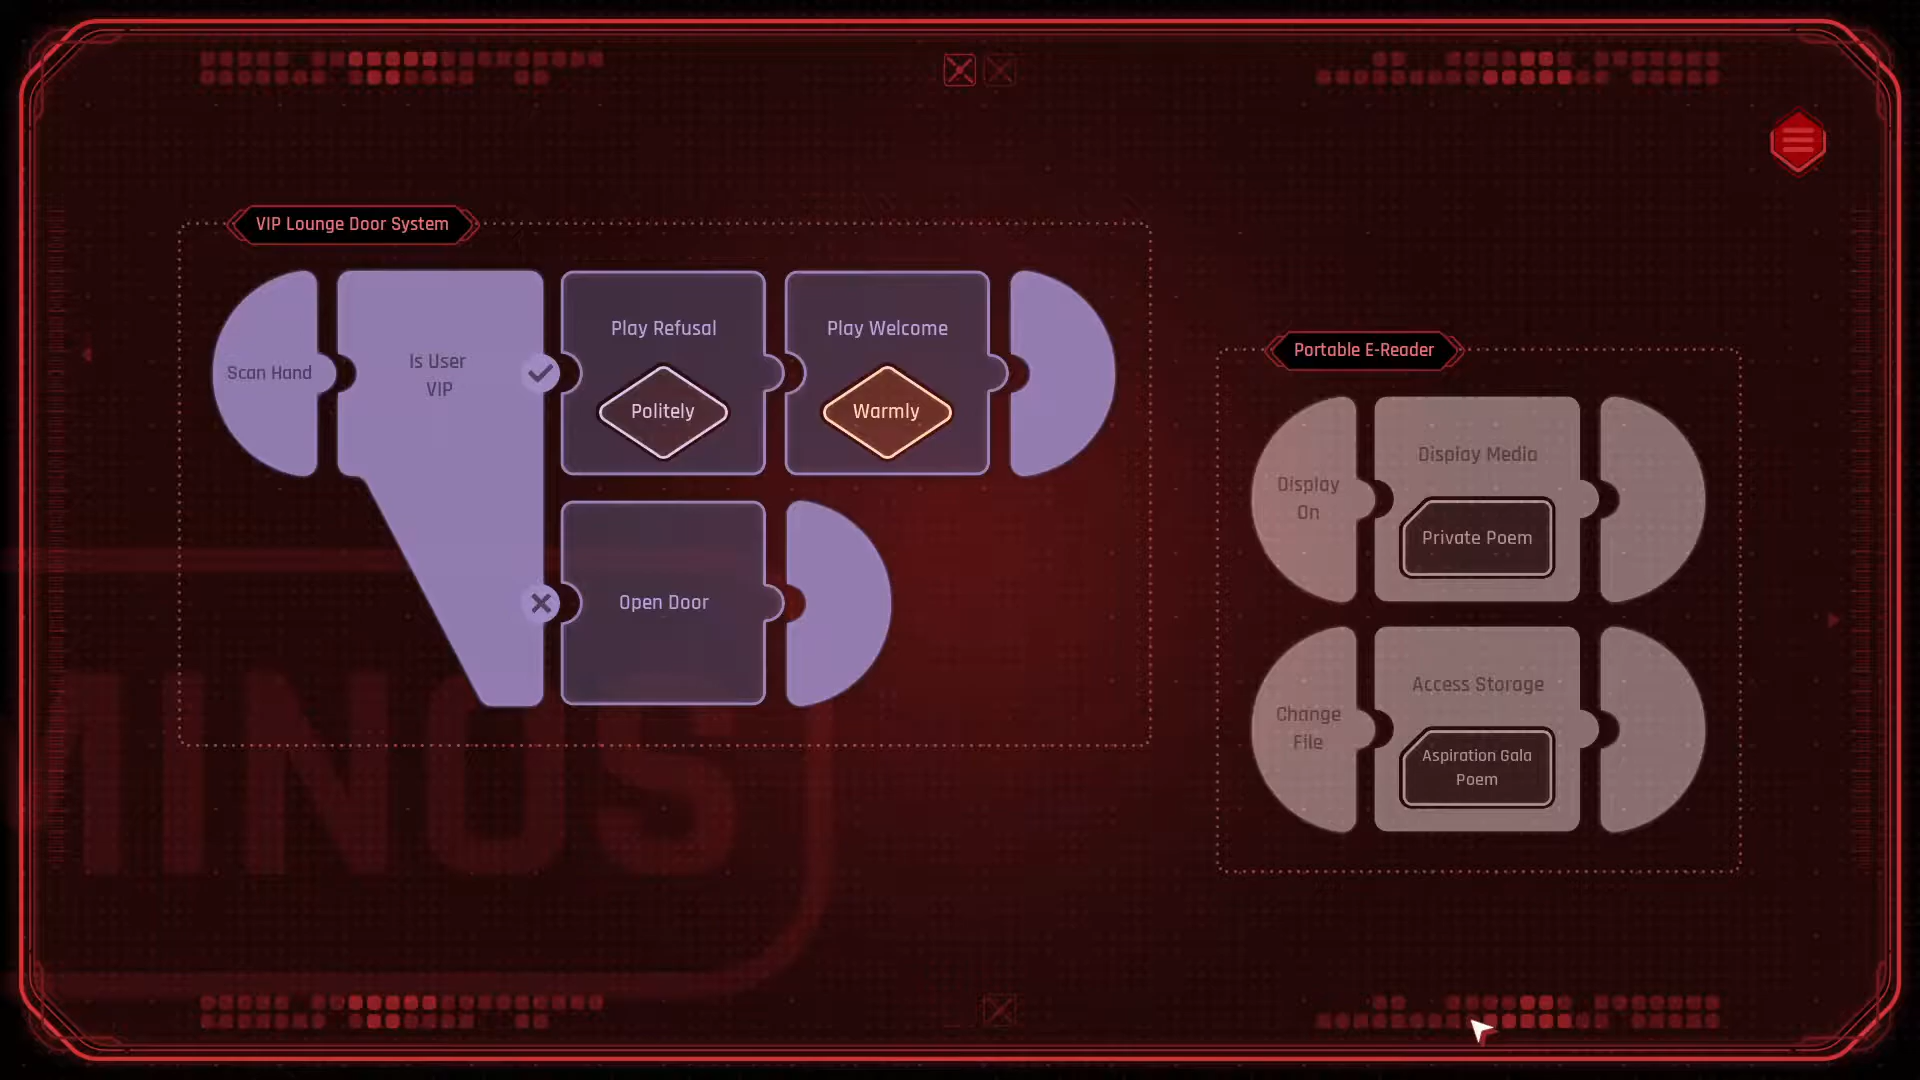 VIP Lounge Door System
Scan Hand
Is User
VIP
Play Refusal
Politely
Play Welcome
Warmly
Open Door
Portable E-Reader
Display
On
Display Media
Private Poem
Change
File
Access Storage
Aspiration Gala
Poem
MINOS